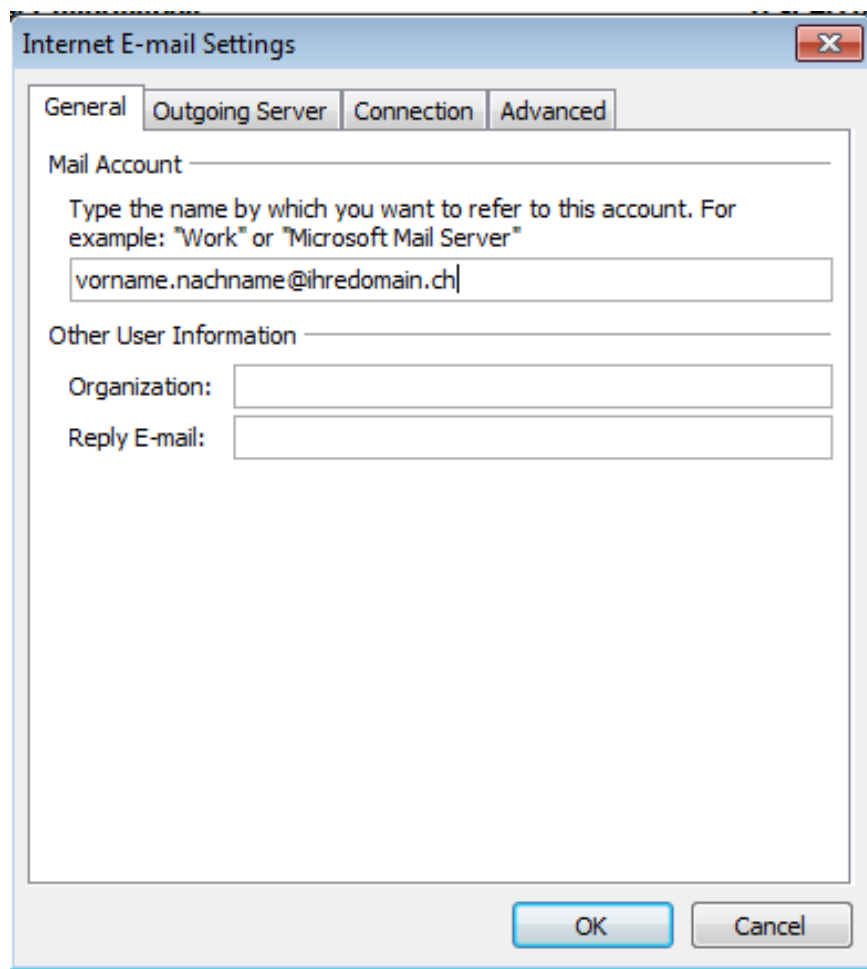 Internet E-mail Settings
General Outgoing Server Connection Advanced
Mail Account
Type the name by which you want to refer to this account. For
example: "Work" or "Microsoft Mail Server"
vorname.nachname@ihredomain.ch
Other User Information
Organization:
Reply E-mail:
OK Cancel